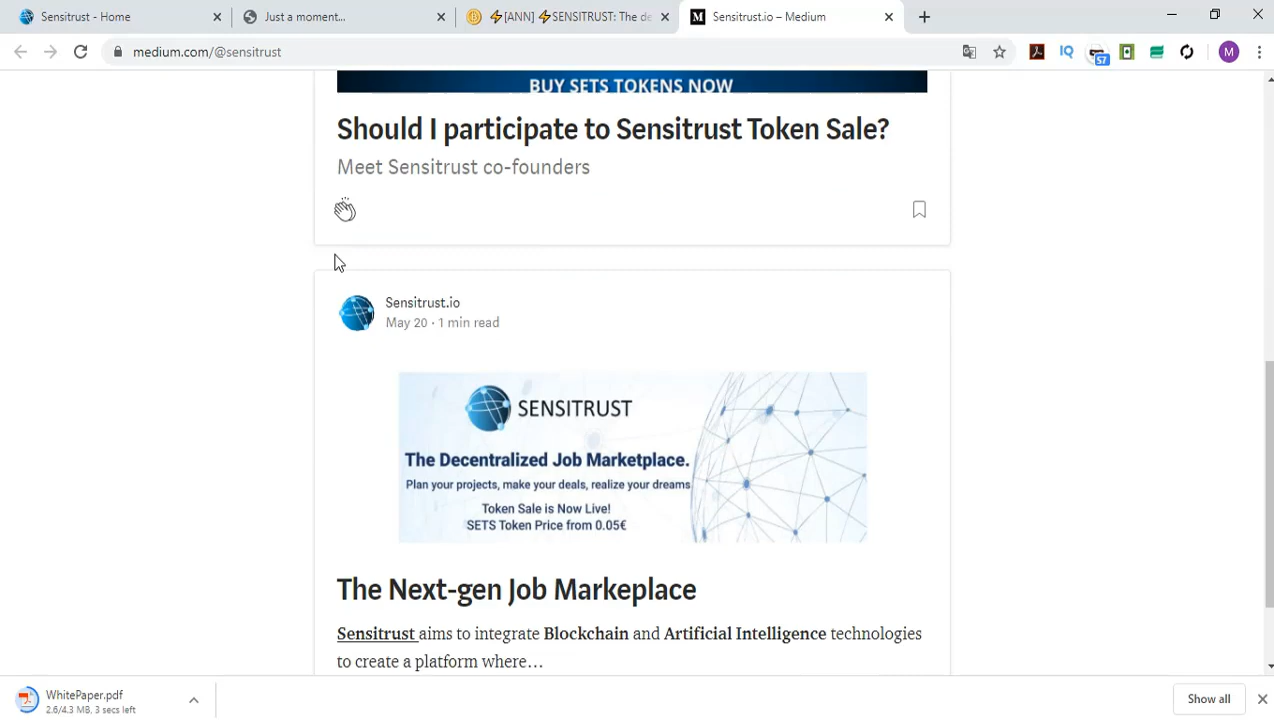 Sensitrust - Home
Just a moment...
⚡[ANN] ⚡SENSITRUST: The de
M Sensitrust.io – Medium
medium.com/@sensitrust
IQ
57
M
BUY SETS TOKENS NOW
Should I participate to Sensitrust Token Sale?
Meet Sensitrust co-founders
Sensitrust.io
May 20 · 1 min read
SENSITRUST
The Decentralized Job Marketplace.
Plan your projects, make your deals, realize your dreams.
Token Sale is Now Live!
SETS Token Price from 0.05€
The Next-gen Job Markeplace
Sensitrust aims to integrate Blockchain and Artificial Intelligence technologies
to create a platform where…
WhitePaper.pdf
2.6/4.3 MB, 3 secs left
Show all